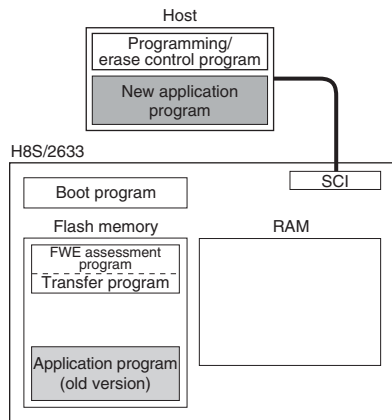 Host
Programming/
erase control program
New application
program
H8S/2633
SCI
Boot program
Flash memory
RAM
FWE assessment
program
Transfer program
Application program
(old version)